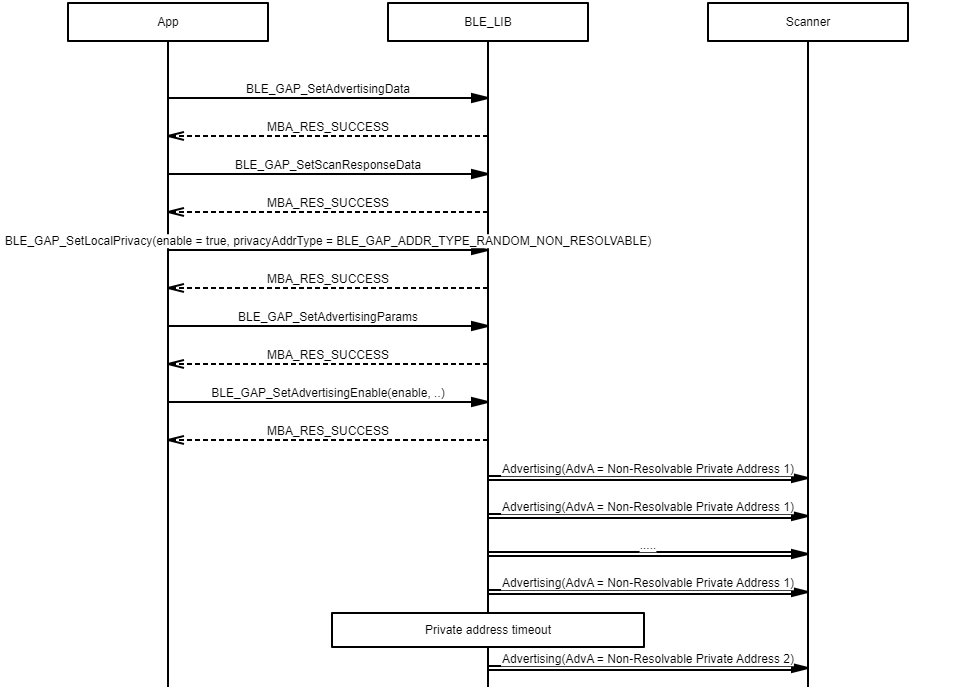 App
BLE_LIB
Scanner
BLE_GAP_SetAdvertisingData
MBA_RES_SUCCESS
BLE_GAP_SetScanResponseData
MBA_RES_SUCCESS
BLE_GAP_SetLocalPrivacy(enable = true, privacyAddrType = BLE_GAP_ADDR_TYPE_RANDOM_NON_RESOLVABLE)
MBA_RES_SUCCESS
BLE_GAP_SetAdvertisingParams
MBA_RES_SUCCESS
BLE_GAP_SetAdvertisingEnable(enable, ..)
MBA_RES_SUCCESS
Advertising(AdvA = Non-Resolvable Private Address 1)
Advertising(AdvA = Non-Resolvable Private Address 1)
.....
Advertising(AdvA = Non-Resolvable Private Address 1)
Private address timeout
Advertising(AdvA = Non-Resolvable Private Address 2)